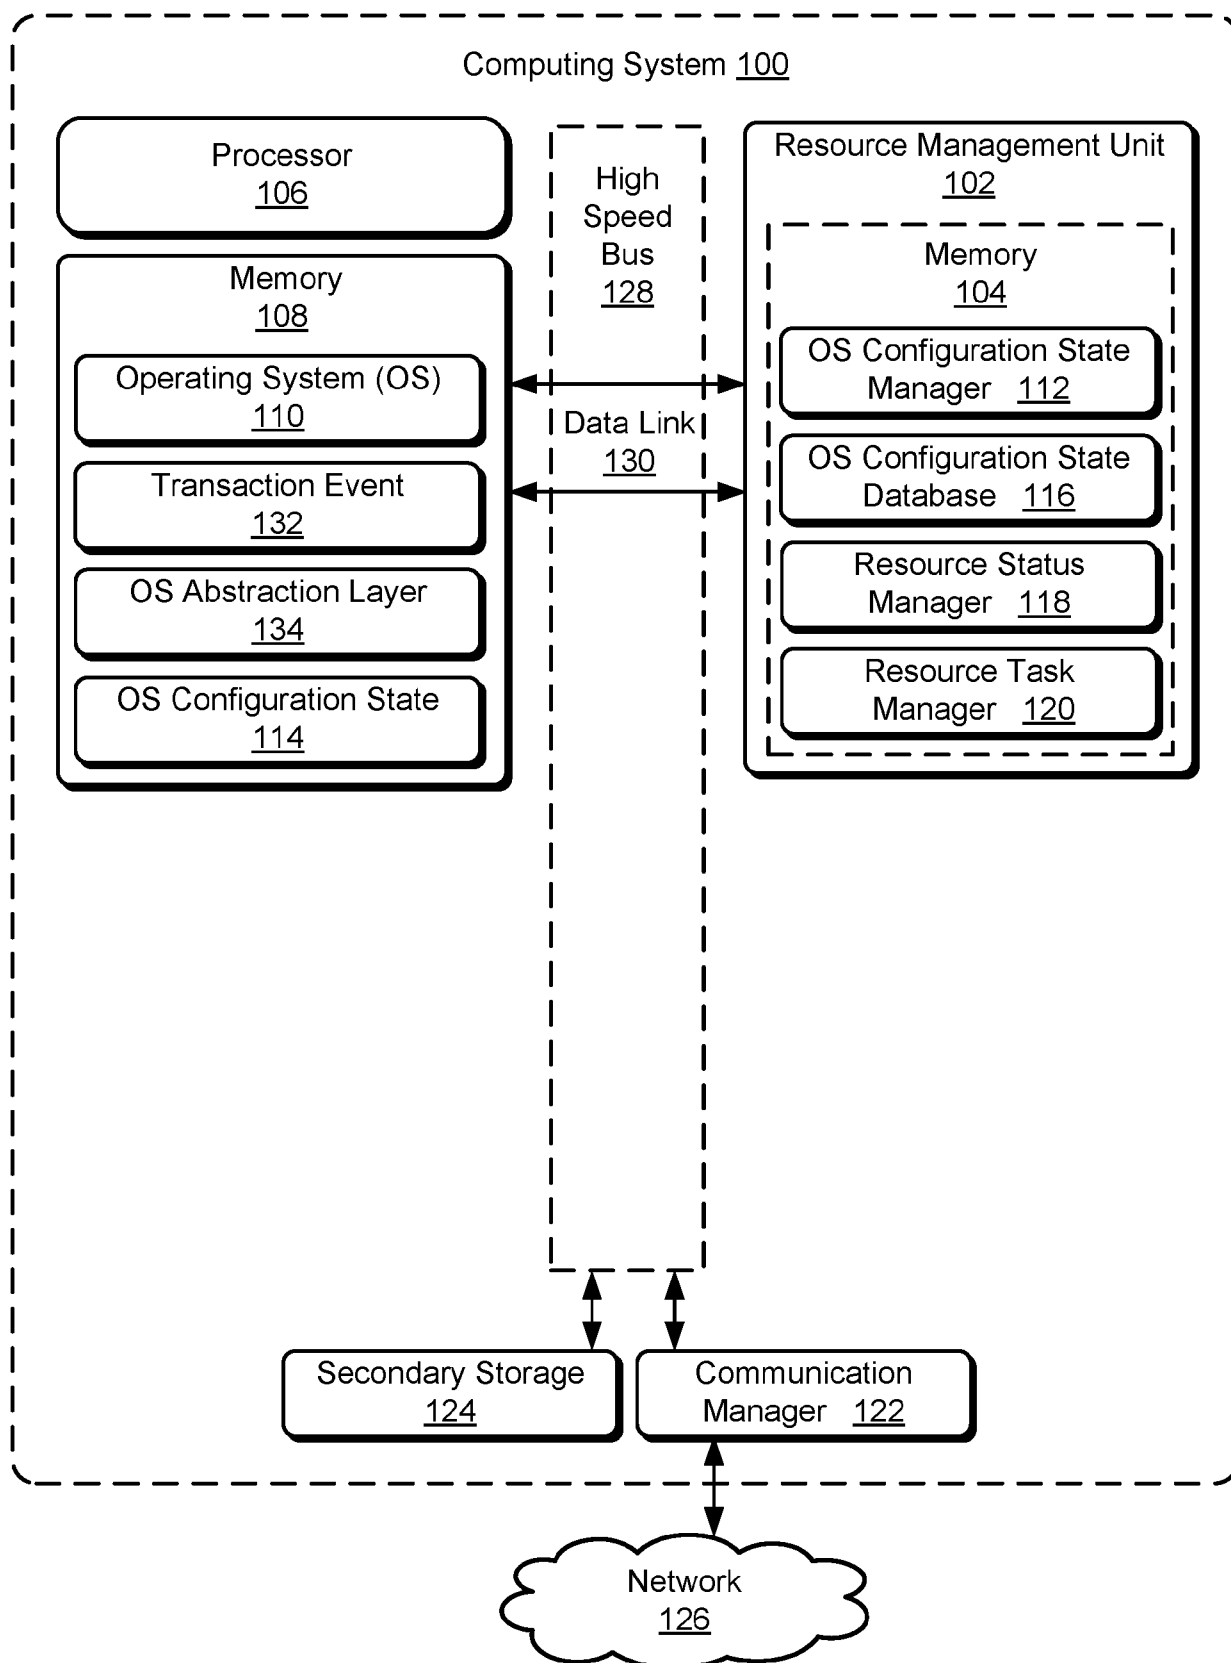 Computing System 100
Processor
106
Memory
108
Operating System (OS)
110
Transaction Event
132
OS Abstraction Layer
134
OS Configuration State
114
High
Speed
Bus
128
Data Link
130
Resource Management Unit
102
Memory
104
OS Configuration State
Manager 112
OS Configuration State
Database 116
Resource Status
Manager 118
Resource Task
Manager 120
Secondary Storage
124
Communication
Manager 122
Network
126